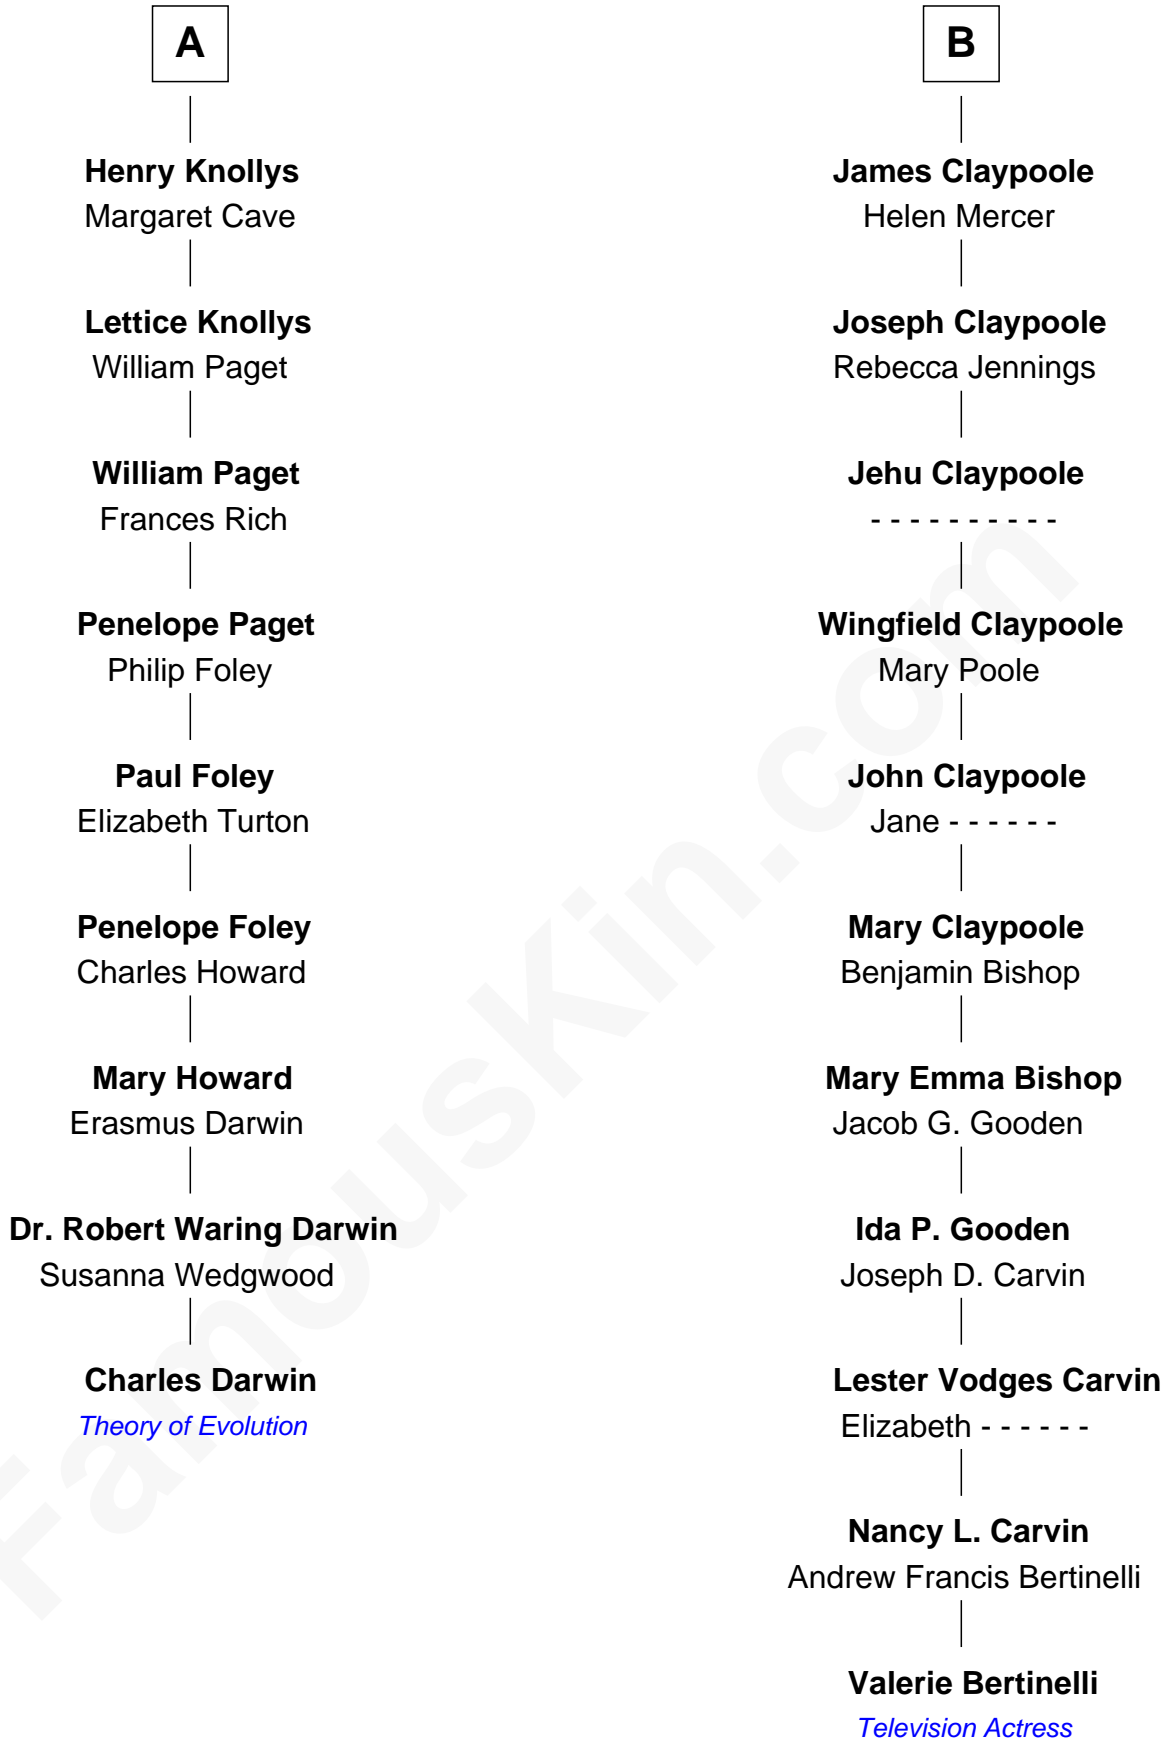 A
Henry Knollys
Margaret Cave
Lettice Knollys
William Paget
William Paget
Frances Rich
Penelope Paget
Philip Foley
Paul Foley
Elizabeth Turton
Penelope Foley
Charles Howard
Mary Howard
Erasmus Darwin
Dr. Robert Waring Darwin
Susanna Wedgwood
Charles Darwin
Theory of Evolution
B
James Claypoole
Helen Mercer
Joseph Claypoole
Rebecca Jennings
Jehu Claypoole
- - - - - - - - - -
Wingfield Claypoole
Mary Poole
John Claypoole
Jane - - - - - -
Mary Claypoole
Benjamin Bishop
Mary Emma Bishop
Jacob G. Gooden
Ida P. Gooden
Joseph D. Carvin
Lester Vodges Carvin
Elizabeth - - - - - -
Nancy L. Carvin
Andrew Francis Bertinelli
Valerie Bertinelli
Television Actress
FamousKin.com